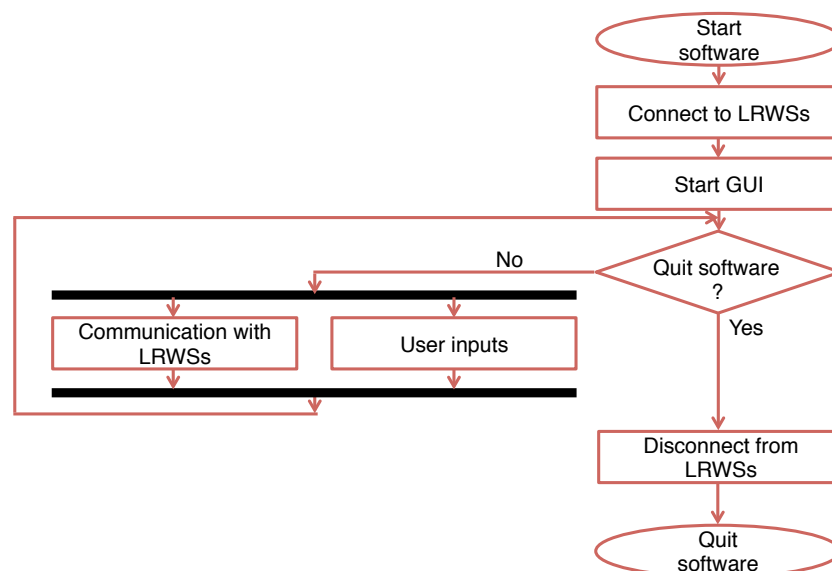 Start
software
Connect to LRWSs
Start GUI
No
Quit software
?
Communication with
LRWSs
User inputs
Yes
Disconnect from
LRWSs
Quit
software